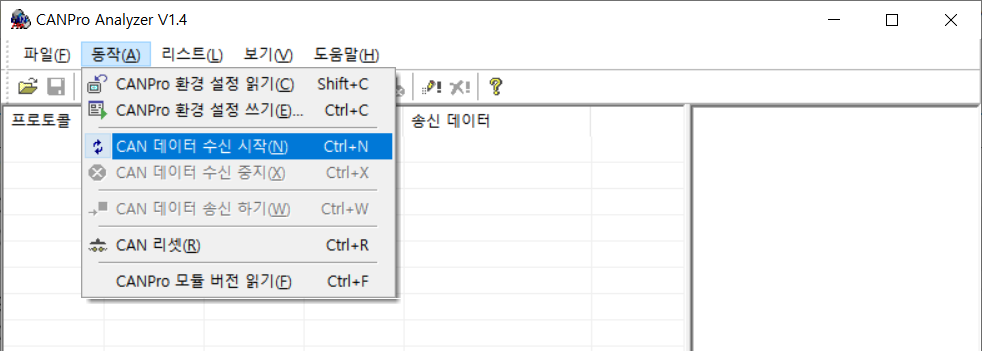 CANPro Analyzer V1.4
파일(F) 동작(A) 리스트(L) 보기(V) 도움말(H)
CANPro 환경 설정 읽기(C) Shift+C
CANPro 환경 설정 쓰기(E)... Ctrl+C
프로토콜 송신 데이터
CAN 데이터 수신 시작(N) Ctrl+N
CAN 데이터 수신 중지(X) Ctrl+X
CAN 데이터 송신 하기(W) Ctrl+W
CAN 리셋(R) Ctrl+R
CANPro 모듈 버전 읽기(F) Ctrl+F